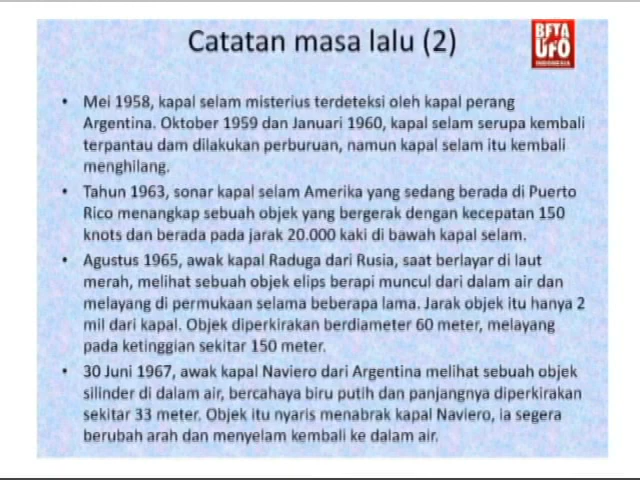 Catatan masa lalu (2)
BETA
UFO
INDONESIA
• Mei 1958, kapal selam misterius terdeteksi oleh kapal perang
Argentina. Oktober 1959 dan Januari 1960, kapal selam serupa kembali
terpantau dam dilakukan perburuan, namun kapal selam itu kembali
menghilang.
• Tahun 1963, sonar kapal selam Amerika yang sedang berada di Puerto
Rico menangkap sebuah objek yang bergerak dengan kecepatan 150
knots dan berada pada jarak 20.000 kaki di bawah kapal selam.
• Agustus 1965, awak kapal Raduga dari Rusia, saat berlayar di laut
merah, melihat sebuah objek elips berapi muncul dari dalam air dan
melayang di permukaan selama beberapa lama. Jarak objek itu hanya 2
mil dari kapal. Objek diperkirakan berdiameter 60 meter, melayang
pada ketinggian sekitar 150 meter.
• 30 Juni 1967, awak kapal Naviero dari Argentina melihat sebuah objek
silinder di dalam air, bercahaya biru putih dan panjangnya diperkirakan
sekitar 33 meter. Objek itu nyaris menabrak kapal Naviero, ia segera
berubah arah dan menyelam kembali ke dalam air.